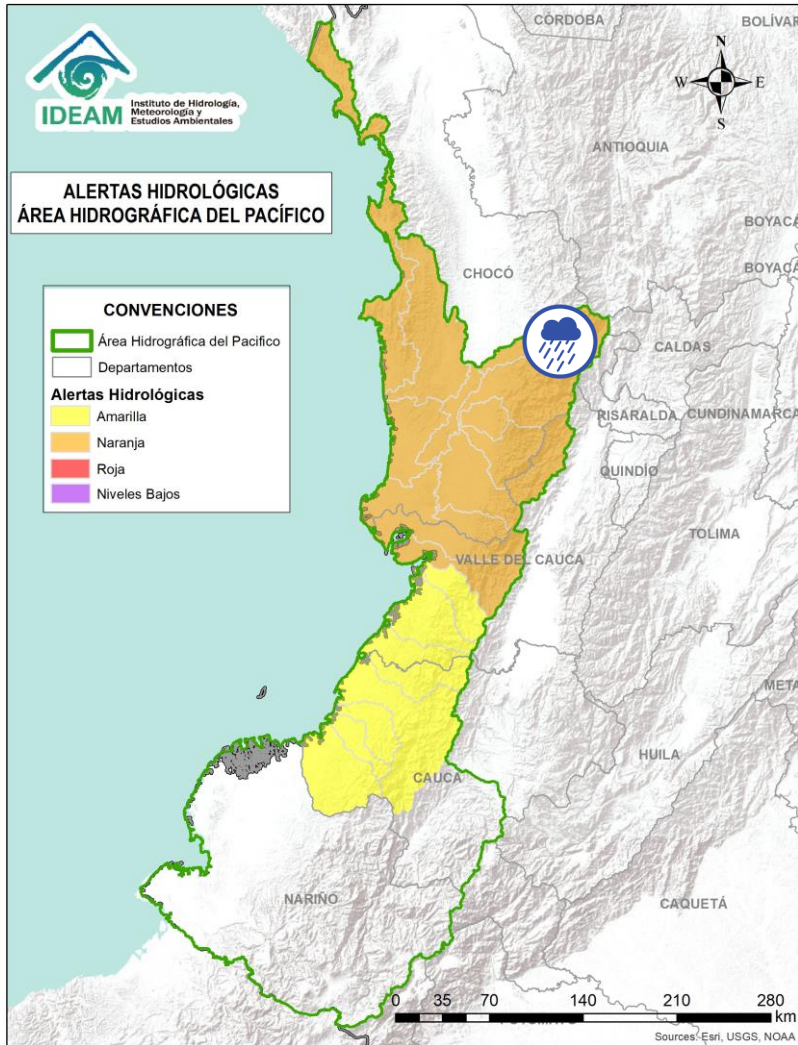 CÓRDOBA
BOLÍVAR
N
W
E
S
IDEAM
Instituto de Hidrología,
Meteorología y
Estudios Ambientales
ANTIOQUIA
ALERTAS HIDROLÓGICAS
ÁREA HIDROGRÁFICA DEL PACÍFICO
BOYACÁ
BOYACÁ
CHOCÓ
CONVENCIONES
Área Hidrográfica del Pacifico
Departamentos
Alertas Hidrológicas
Amarilla
Naranja
Roja
Niveles Bajos
CALDAS
RISARALDA
CUNDINAMARCA
QUINDÍO
TOLIMA
VALLE DEL CAUCA
META
HUILA
CAUCA
NARIÑO
CAQUETÁ
0 35 70 140 210 280
km
Sources: Esri, USGS, NOAA